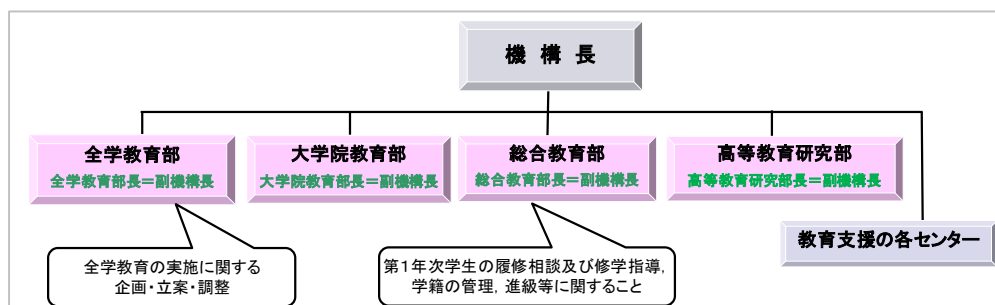 機 構 長
全学教育部
全学教育部長＝副機構長
大学院教育部
大学院教育部長＝副機構長
総合教育部
総合教育部長＝副機構長
高等教育研究部
高等教育研究部長＝副機構長
教育支援の各センター
全学教育の実施に関する
企画・立案・調整
第１年次学生の履修相談及び修学指導，
学籍の管理，進級等に関すること